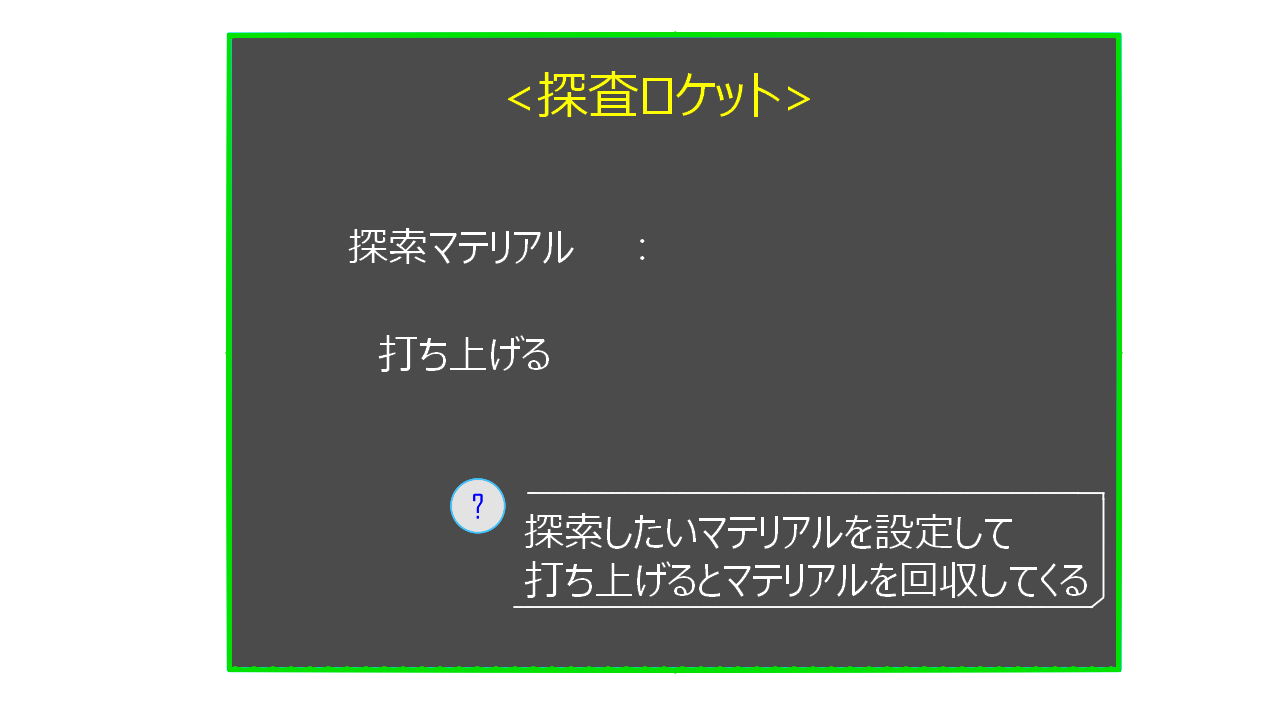 <探査ロケット>
探索マテリアル　：
打ち上げる
?
探索したいマテリアルを設定して
打ち上げるとマテリアルを回収してくる